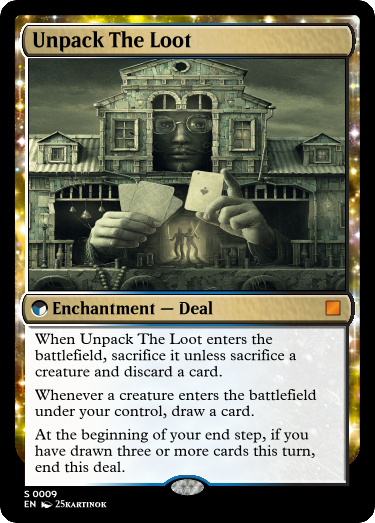 Unpack The Loot
Enchantment — Deal
When Unpack The Loot enters the
battlefield, sacrifice it unless sacrifice a
creature and discard a card.
Whenever a creature enters the battlefield
under your control, draw a card.
At the beginning of your end step, if you
have drawn three or more cards this turn,
end this deal.
S 0009
EN 25KARTINOK